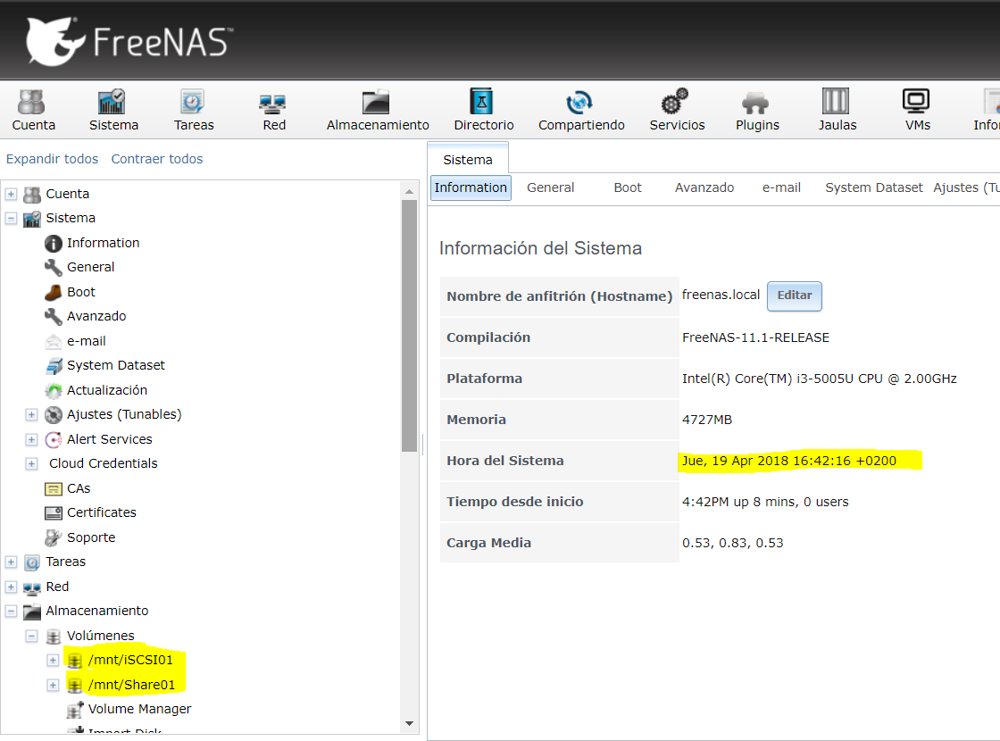 FreeNAS™
Cuenta Sistema Tareas Red Almacenamiento Directorio Compartiendo Servicios Plugins Jaulas VMs
Expandir todos Contraer todos
Cuenta
Sistema
Information
General
Boot
Avanzado
e-mail
System Dataset
Actualización
Ajustes (Tunables)
Alert Services
Cloud Credentials
CAs
Certificates
Soporte
Tareas
Red
Almacenamiento
Volúmenes
/mnt/iSCSI01
/mnt/Share01
Volume Manager
Import Disk
Sistema
Information General Boot Avanzado e-mail System Dataset Ajustes (Tu
Información del Sistema
Nombre de anfitrión (Hostname) freenas.local Editar
Compilación FreeNAS-11.1-RELEASE
Plataforma Intel(R) Core(TM) i3-5005U CPU @ 2.00GHz
Memoria 4727MB
Hora del Sistema Jue, 19 Apr 2018 16:42:16 +0200
Tiempo desde inicio 4:42PM up 8 mins, 0 users
Carga Media 0.53, 0.83, 0.53